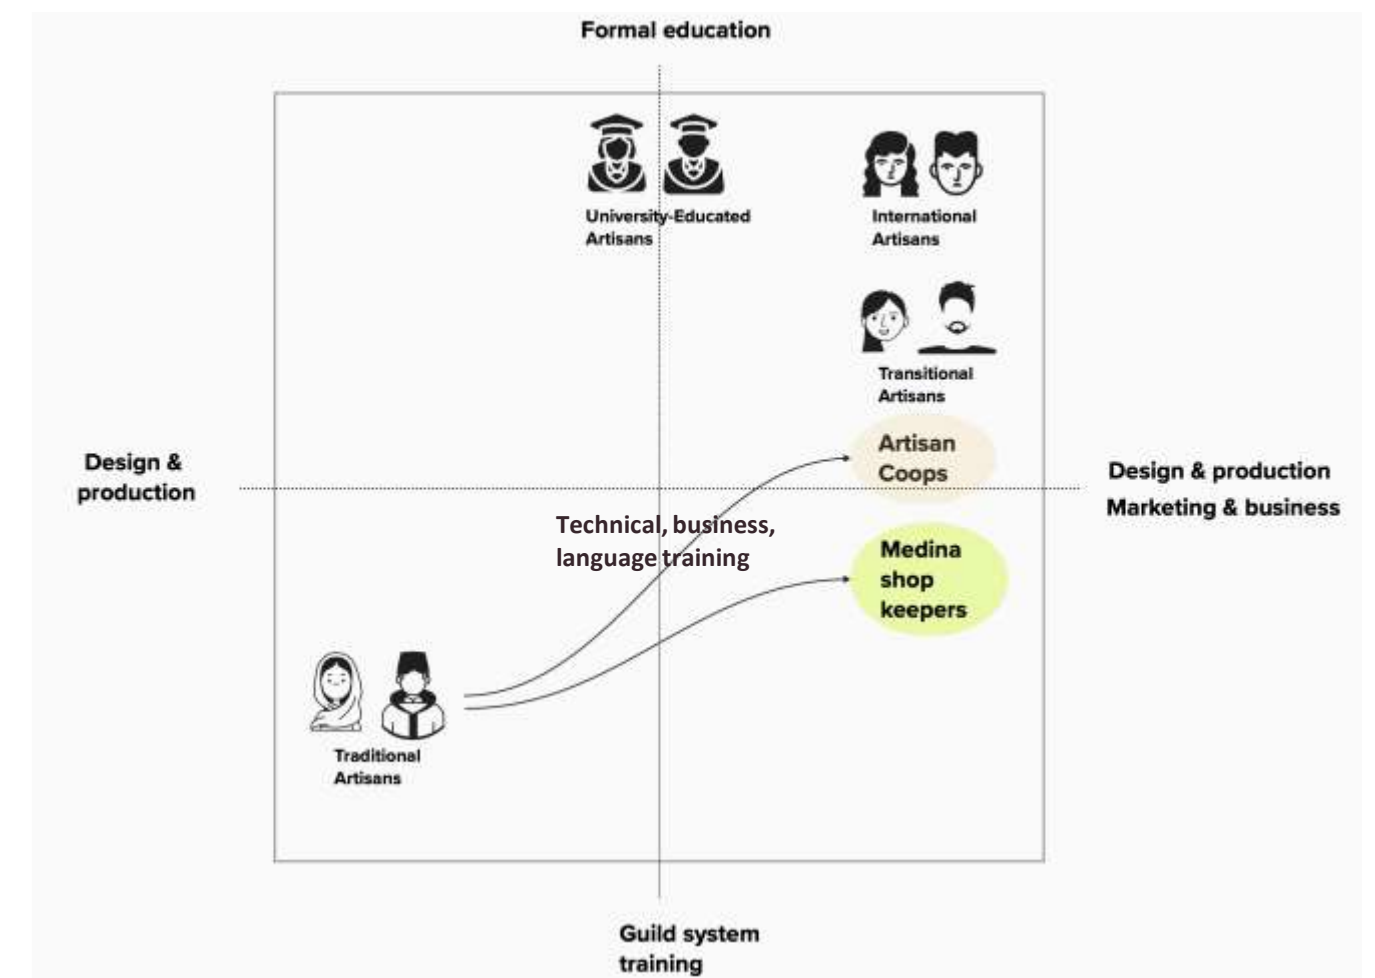 Formal education
University-Educated
Artisans
International
Artisans
Transitional
Artisans
Artisan
Coops
Design &
production
Design & production
Marketing & business
Technical, business,
language training
Medina
shop
keepers
Traditional
Artisans
Guild system
training